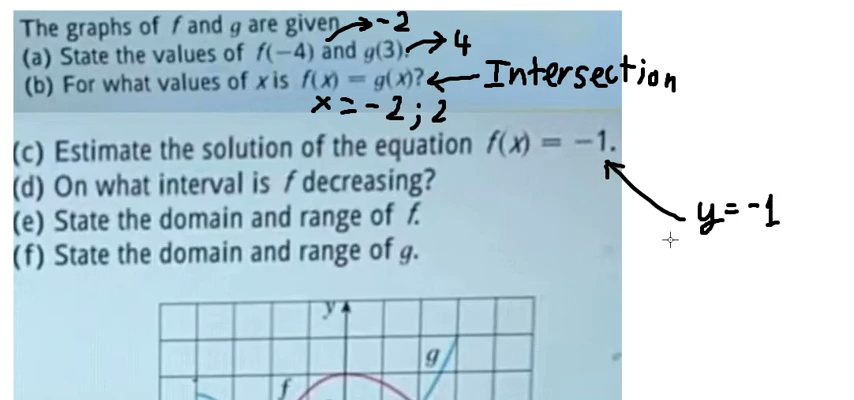 The graphs of f and g are given → -2
(a) State the values of f(−4) and g(3). → 4
(b) For what values of x is f(x) = g(x)? ← Intersection
x = -2 ; 2
(c) Estimate the solution of the equation f(x) = −1.
(d) On what interval is f decreasing?
y = -1
(e) State the domain and range of f.
(f) State the domain and range of g.
y
g
f